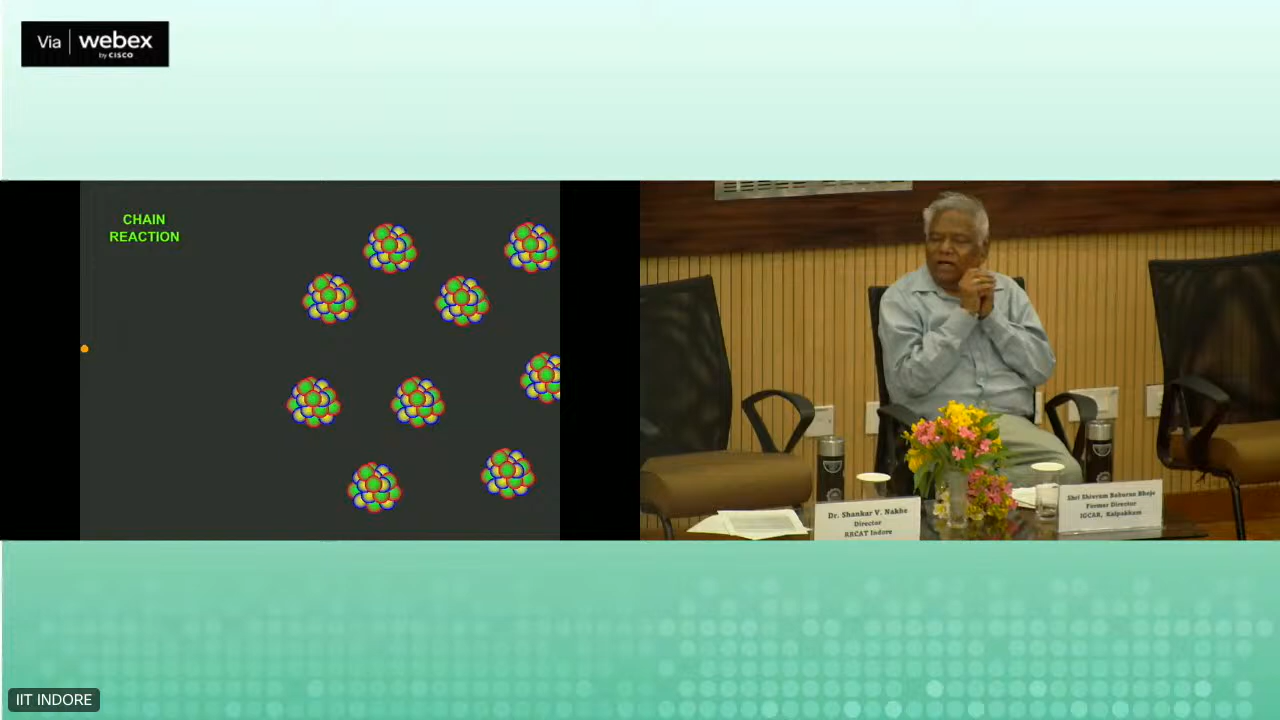 Via webex
by CISCO
CHAIN
REACTION
Dr. Shankar V. Nakhe
Director
RRCAT Indore
Shri Shivram Baburao Bhoje
Former Director
IGCAR, Kalpakkam
IIT INDORE